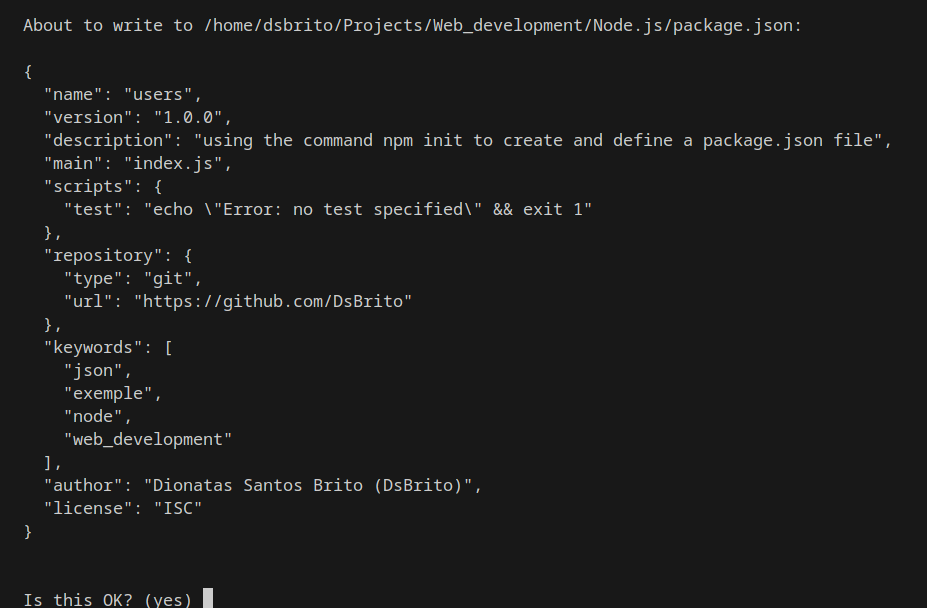 About to write to /home/dsbrito/Projects/Web_development/Node.js/package.json:
{
  "name": "users",
  "version": "1.0.0",
  "description": "using the command npm init to create and define a package.json file",
  "main": "index.js",
  "scripts": {
    "test": "echo \"Error: no test specified\" && exit 1"
  },
  "repository": {
    "type": "git",
    "url": "https://github.com/DsBrito"
  },
  "keywords": [
    "json",
    "exemple",
    "node",
    "web_development"
  ],
  "author": "Dionatas Santos Brito (DsBrito)",
  "license": "ISC"
}
Is this OK? (yes)